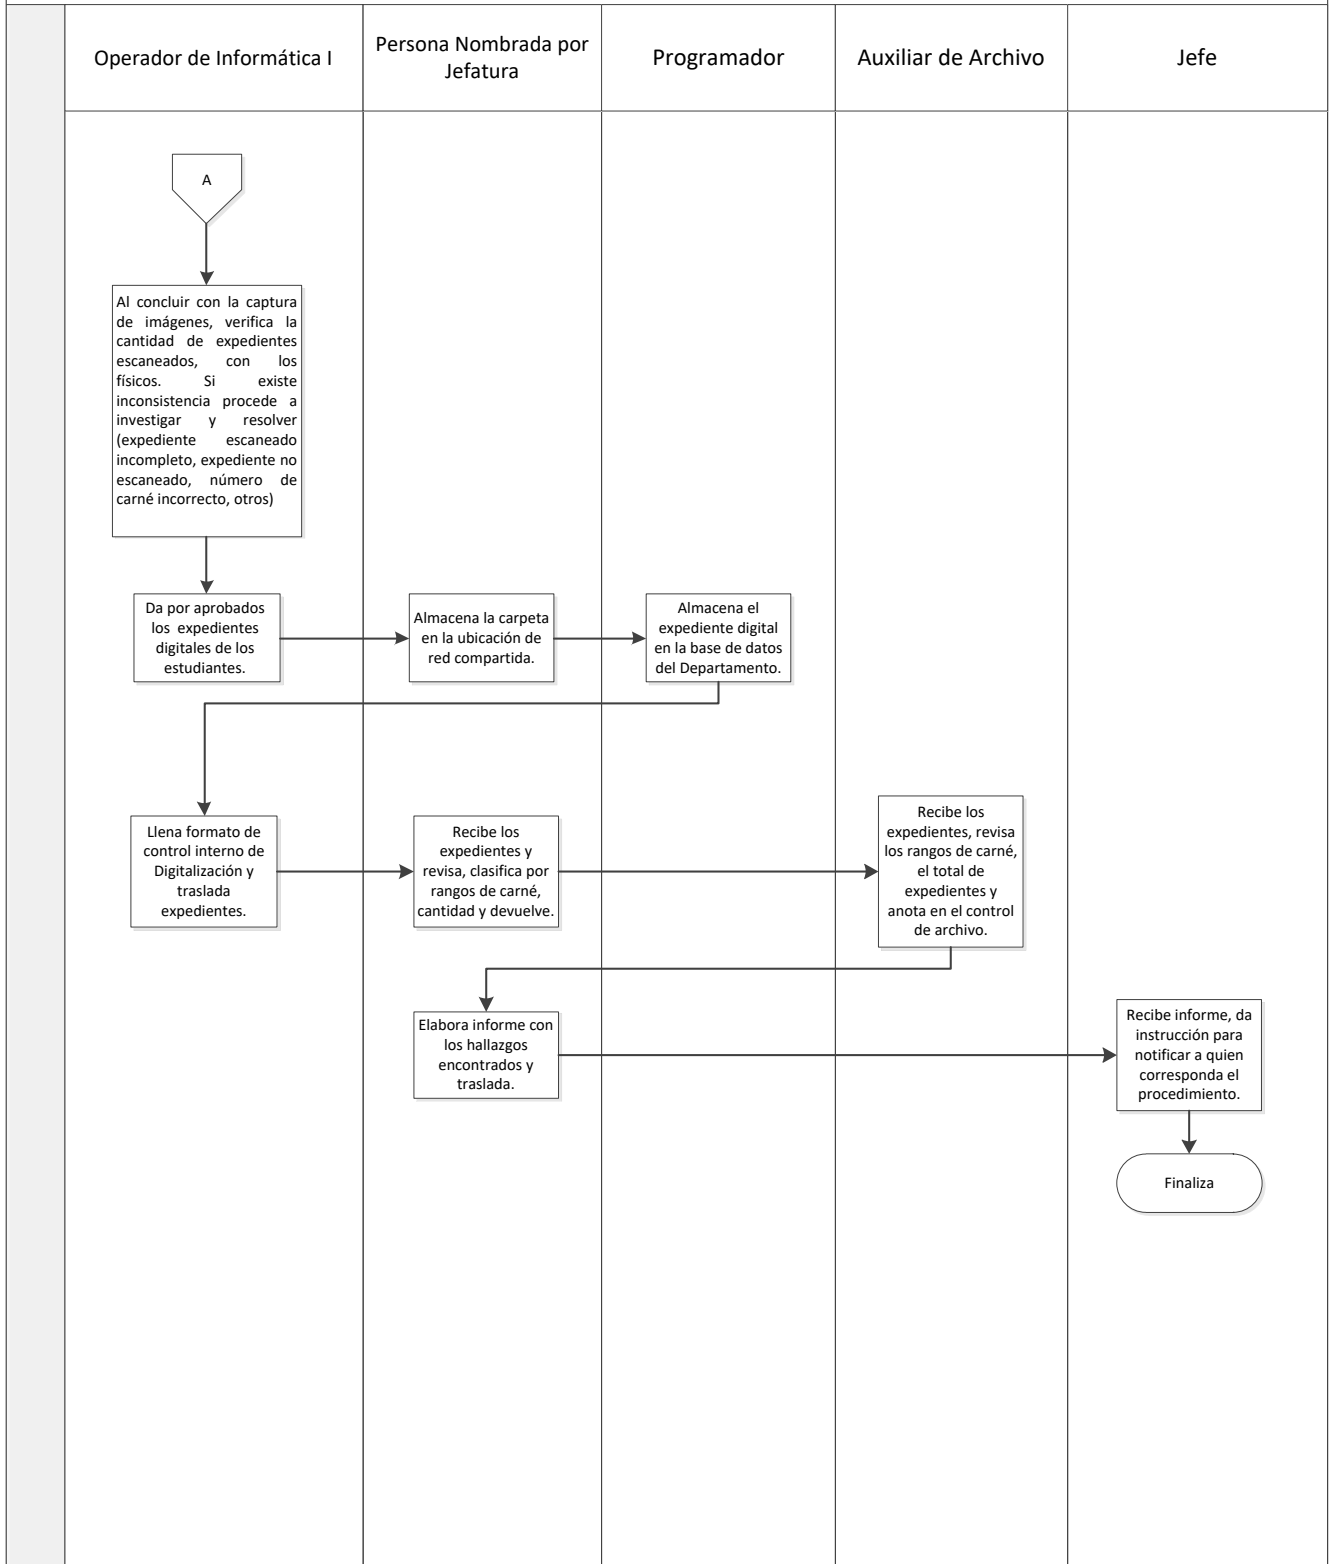 Operador de Informática I
Persona Nombrada por
Jefatura
Programador
Auxiliar de Archivo
Jefe
A
Al concluir con la captura
de imágenes, verifica la
cantidad de expedientes
escaneados, con los
físicos. Si existe
inconsistencia procede a
investigar y resolver
(expediente escaneado
incompleto, expediente no
escaneado, número de
carné incorrecto, otros)
Da por aprobados
los expedientes
digitales de los
estudiantes.
Almacena la carpeta
en la ubicación de
red compartida.
Almacena el
expediente digital
en la base de datos
del Departamento.
Llena formato de
control interno de
Digitalización y
traslada
expedientes.
Recibe los
expedientes y
revisa, clasifica por
rangos de carné,
cantidad y devuelve.
Recibe los
expedientes, revisa
los rangos de carné,
el total de
expedientes y
anota en el control
de archivo.
Elabora informe con
los hallazgos
encontrados y
traslada.
Recibe informe, da
instrucción para
notificar a quien
corresponda el
procedimiento.
Finaliza